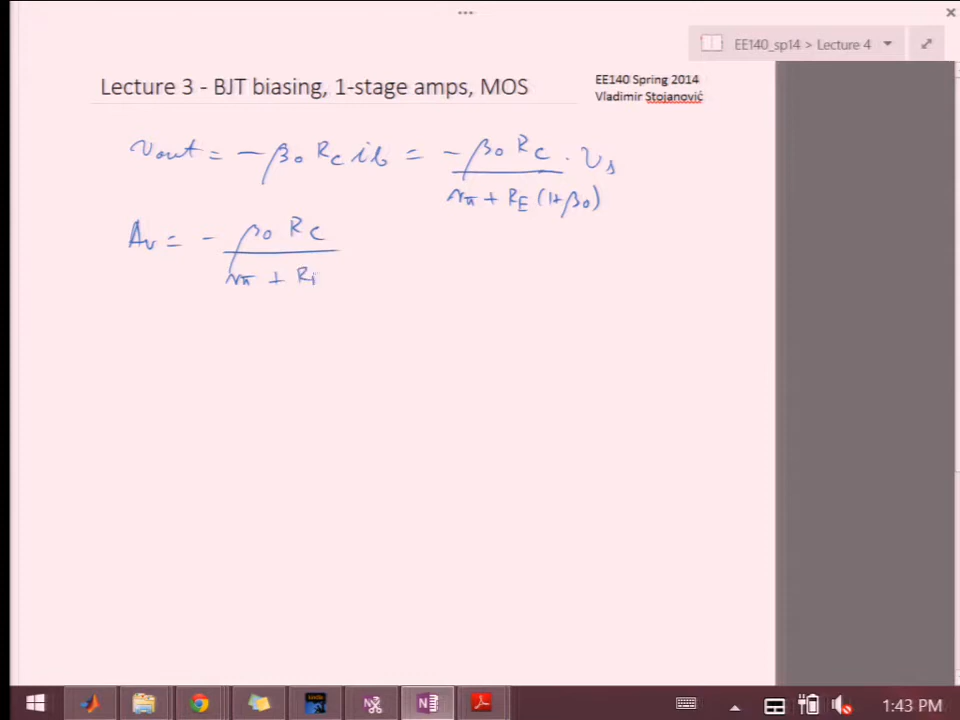 ...
EE140_sp14 > Lecture 4
Lecture 3 - BJT biasing, 1-stage amps, MOS
EE140 Spring 2014
Vladimir Stojanović
vout = - β0 RC ib = - β0 RC / (rπ + RE (1+β0)) · vs
Av = - β0 RC / (rπ +
1:43 PM